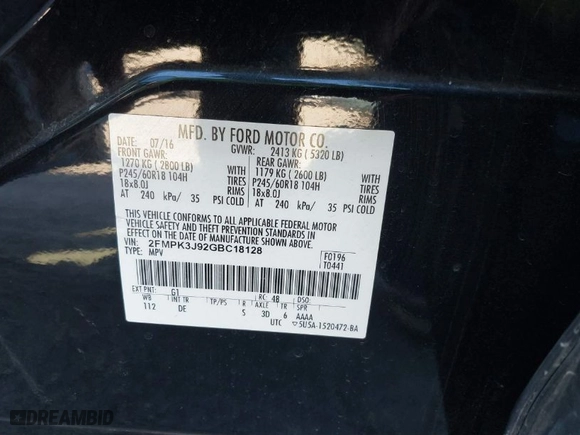 MFD. BY FORD MOTOR CO.
DATE: 07/16 GVWR: 2413 KG ( 5320 LB)
FRONT GAWR: REAR GAWR:
1270 KG ( 2800 LB) WITH 1179 KG ( 2600 LB) WITH
P245/60R18 104H TIRES P245/60R18 104H TIRES
18x8.0J RIMS 18x8.0J RIMS
AT 240 kPa/ 35 PSI COLD AT 240 kPa/ 35 PSI COLD
THIS VEHICLE CONFORMS TO ALL APPLICABLE FEDERAL MOTOR
VEHICLE SAFETY AND THEFT PREVENTION STANDARDS IN
EFFECT ON THE DATE OF MANUFACTURE SHOWN ABOVE.
VIN: 2FMPK3J92GBC18128 F0196
TYPE: MPV T0441
EXT PNT: G1 RC: 48 DSO:
WB INT TR TP/PS R AXLE TR SPR
112 DE 5 3D 6 AAAA
UTC ▽5U5A-1520472-BA
DREAMBID